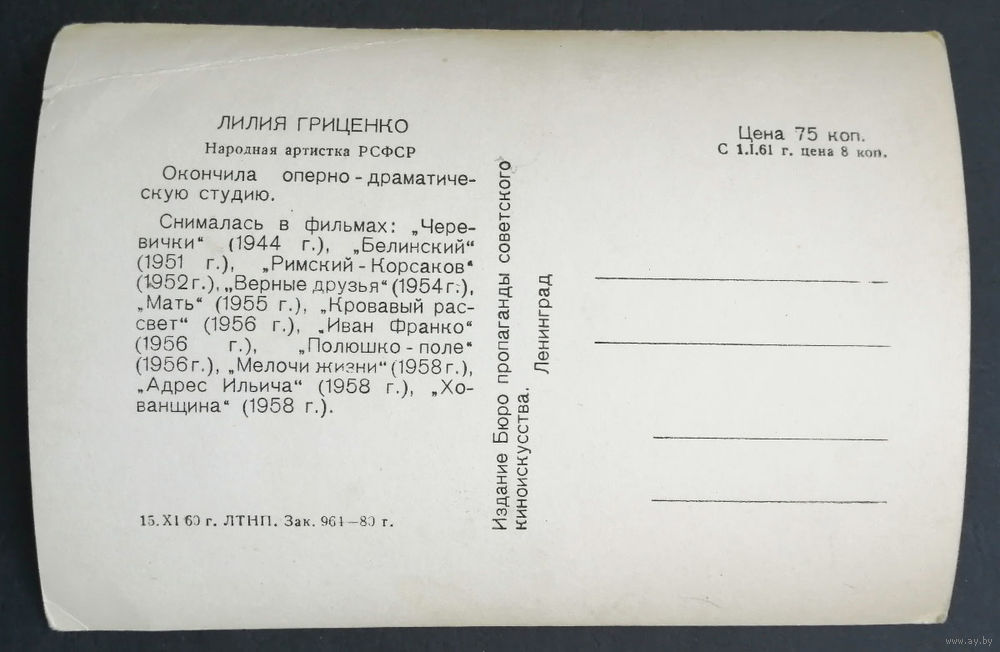 ЛИЛИЯ ГРИЦЕНКО
Народная артистка РСФСР
Окончила оперно-драматиче-
скую студию.
Снималась в фильмах: „Чере-
вички“ (1944 г.), „Белинский“
(1951 г.), „Римский-Корсаков“
(1952 г.), „Верные друзья“ (1954 г.),
„Мать“ (1955 г.), „Кровавый рас-
свет“ (1956 г.), „Иван Франко“
(1956 г.), „Полюшко-поле“
(1956 г.), „Мелочи жизни“ (1958 г.),
„Адрес Ильича“ (1958 г.), „Хо-
ванщина“ (1958 г.).
15.XI 60 г. ЛТНП. Зак. 961—80 г.
Издание Бюро пропаганды советского
киноискусства.
Ленинград
Цена 75 коп.
С 1.I.61 г. цена 8 коп.
www.ay.by